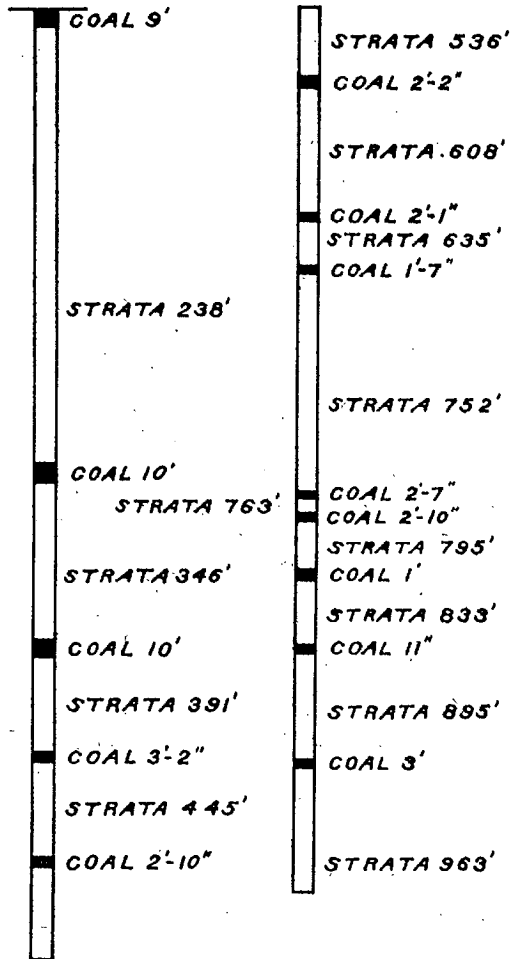 COAL 9'
STRATA 238'
COAL 10'
STRATA 346'
COAL 10'
STRATA 391'
COAL 3'-2"
STRATA 445'
COAL 2'-10"
STRATA 536'
COAL 2'-2"
STRATA 608'
COAL 2'-1"
STRATA 635'
COAL 1'-7"
STRATA 752'
COAL 2'-7"
STRATA 763'
COAL 2'-10"
STRATA 795'
COAL 1'
STRATA 833'
COAL 11"
STRATA 895'
COAL 3'
STRATA 963'